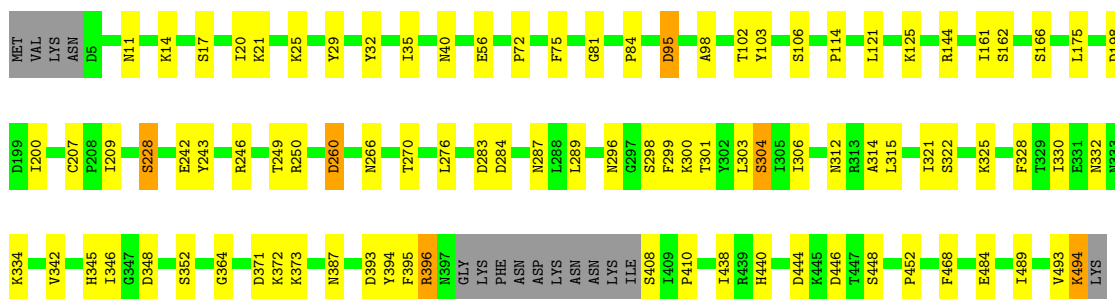 MET VAL LYS ASN D5 N11 K14 S17 I20 K21 K25 Y29 Y32 I35 N40 E56 P72 F75 G81 P84 D95 A98 T102 Y103 S106 P114 L121 K125 R144 I161 S162 S166 L175 D198
D199 I200 C207 P208 I209 S228 E242 Y243 R246 T249 R250 D260 N266 T270 L276 D283 D284 N287 L288 L289 N296 G297 S298 F299 K300 T301 Y302 L303 S304 I305 I306 N312 R313 A314 L315 I321 S322 K325 F328 T329 I330 E331 N332 N333
K334 V342 H345 I346 G347 D348 S352 G364 D371 K372 K373 N387 D393 Y394 F395 R396 N397 GLY LYS PHE ASN ASP LYS ASN ASN LYS ILE S408 I409 P410 I438 R439 H440 D444 K445 D446 T447 S448 P452 F468 E484 I489 V493 K494 LYS